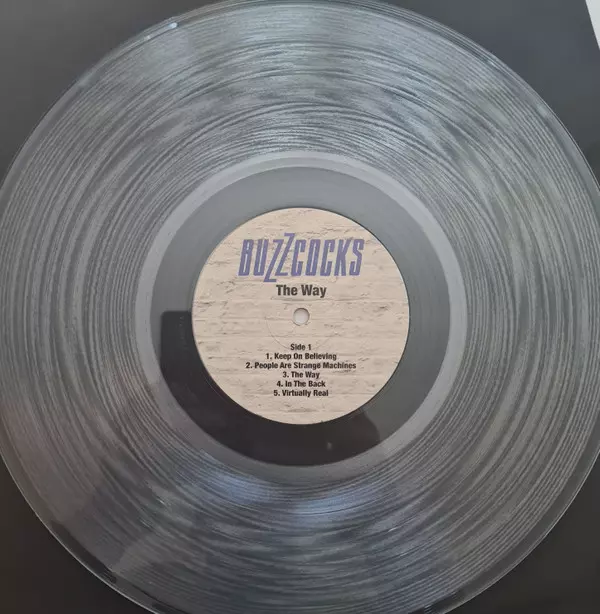 BUZZCOCKS
The Way
Side 1
1. Keep On Believing
2. People Are Strange Machines
3. The Way
4. In The Back
5. Virtually Real